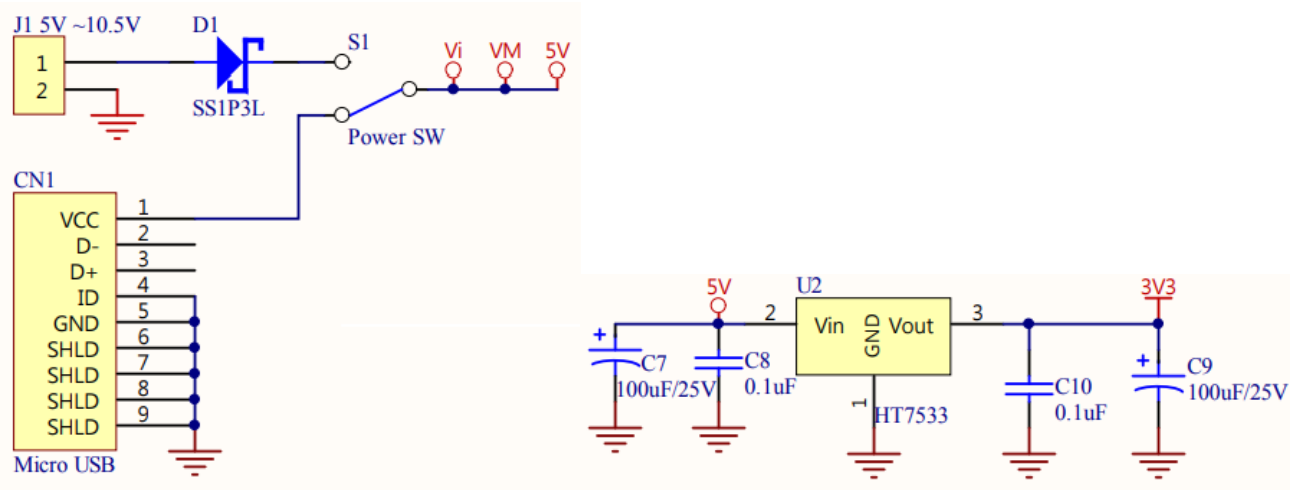 J1 5V ~10.5V
D1
S1
Vi
VM
5V
1
2
SS1P3L
Power SW
CN1
VCC 1
D- 2
D+ 3
ID 4
GND 5
SHLD 6
SHLD 7
SHLD 8
SHLD 9
Micro USB
5V
U2
3V3
2
Vin
GND
Vout
3
+
C7
100uF/25V
C8
0.1uF
1
HT7533
C10
0.1uF
+
C9
100uF/25V